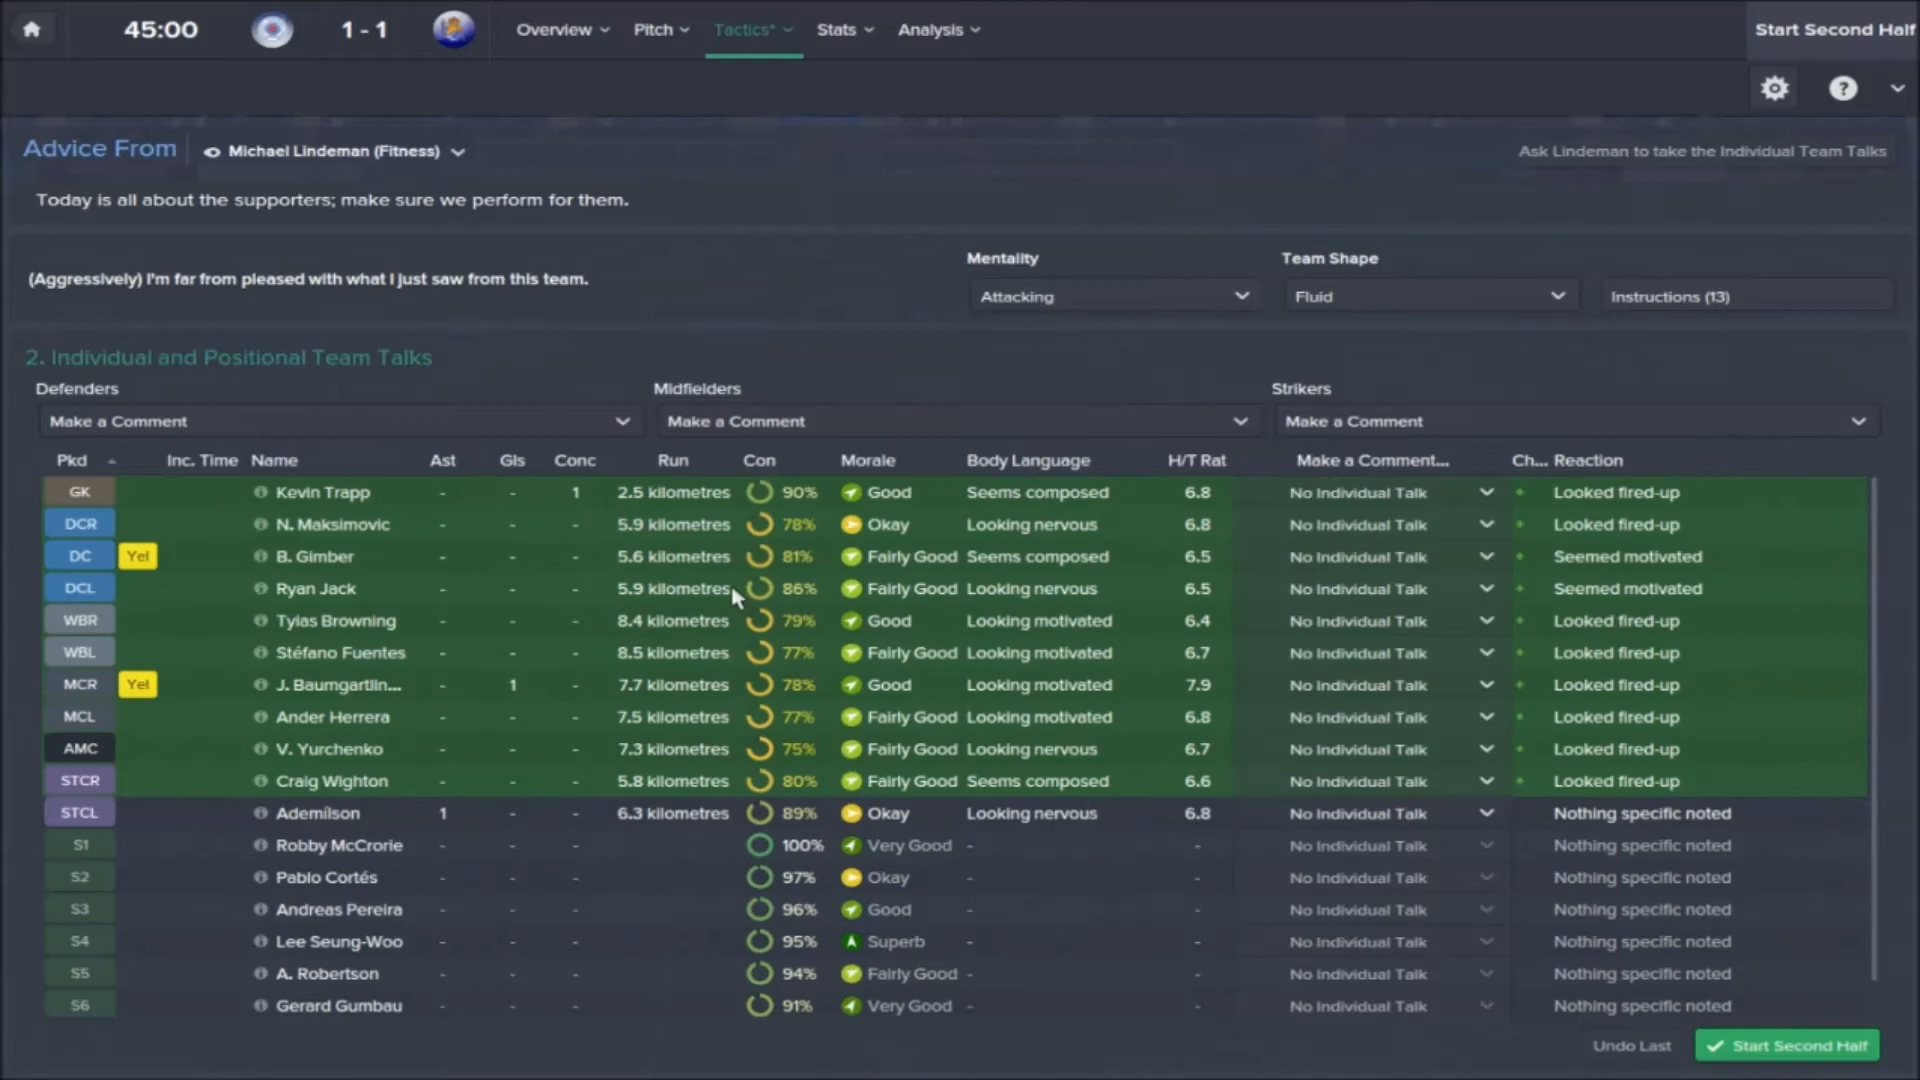 45:00 1 - 1 Overview Pitch Tactics* Stats Analysis Start Second Half
?
Advice From Michael Lindeman (Fitness) Ask Lindeman to take the Individual Team Talks
Today is all about the supporters; make sure we perform for them.
Mentality Team Shape
(Aggressively) I'm far from pleased with what I just saw from this team.
Attacking Fluid Instructions (13)
2. Individual and Positional Team Talks
Defenders Midfielders Strikers
Make a Comment Make a Comment Make a Comment
Pkd Inc. Time Name Ast Gls Conc Run Con Morale Body Language H/T Rat Make a Comment... Ch... Reaction
GK Kevin Trapp - - 1 2.5 kilometres 90% Good Seems composed 6.8 No Individual Talk Looked fired-up
DCR N. Maksimovic - - - 5.9 kilometres 78% Okay Looking nervous 6.8 No Individual Talk Looked fired-up
DC Yel B. Gimber - - - 5.6 kilometres 81% Fairly Good Seems composed 6.5 No Individual Talk Seemed motivated
DCL Ryan Jack - - - 5.9 kilometres 86% Fairly Good Looking nervous 6.5 No Individual Talk Seemed motivated
WBR Tyias Browning - - - 8.4 kilometres 79% Good Looking motivated 6.4 No Individual Talk Looked fired-up
WBL Stéfano Fuentes - - - 8.5 kilometres 77% Fairly Good Looking motivated 6.7 No Individual Talk Looked fired-up
MCR Yel J. Baumgartlin... - 1 - 7.7 kilometres 78% Good Looking motivated 7.9 No Individual Talk Looked fired-up
MCL Ander Herrera - - - 7.5 kilometres 77% Fairly Good Looking motivated 6.8 No Individual Talk Looked fired-up
AMC V. Yurchenko - - - 7.3 kilometres 75% Fairly Good Looking nervous 6.7 No Individual Talk Looked fired-up
STCR Craig Wighton - - - 5.8 kilometres 80% Fairly Good Seems composed 6.6 No Individual Talk Looked fired-up
STCL Ademílson 1 - - 6.3 kilometres 89% Okay Looking nervous 6.8 No Individual Talk Nothing specific noted
S1 Robby McCrorie - - - 100% Very Good - - No Individual Talk Nothing specific noted
S2 Pablo Cortés - - - 97% Okay - - No Individual Talk Nothing specific noted
S3 Andreas Pereira - - - 96% Good - - No Individual Talk Nothing specific noted
S4 Lee Seung-Woo - - - 95% Superb - - No Individual Talk Nothing specific noted
S5 A. Robertson - - - 94% Fairly Good - - No Individual Talk Nothing specific noted
S6 Gerard Gumbau - - - 91% Very Good - - No Individual Talk Nothing specific noted
Undo Last Start Second Half